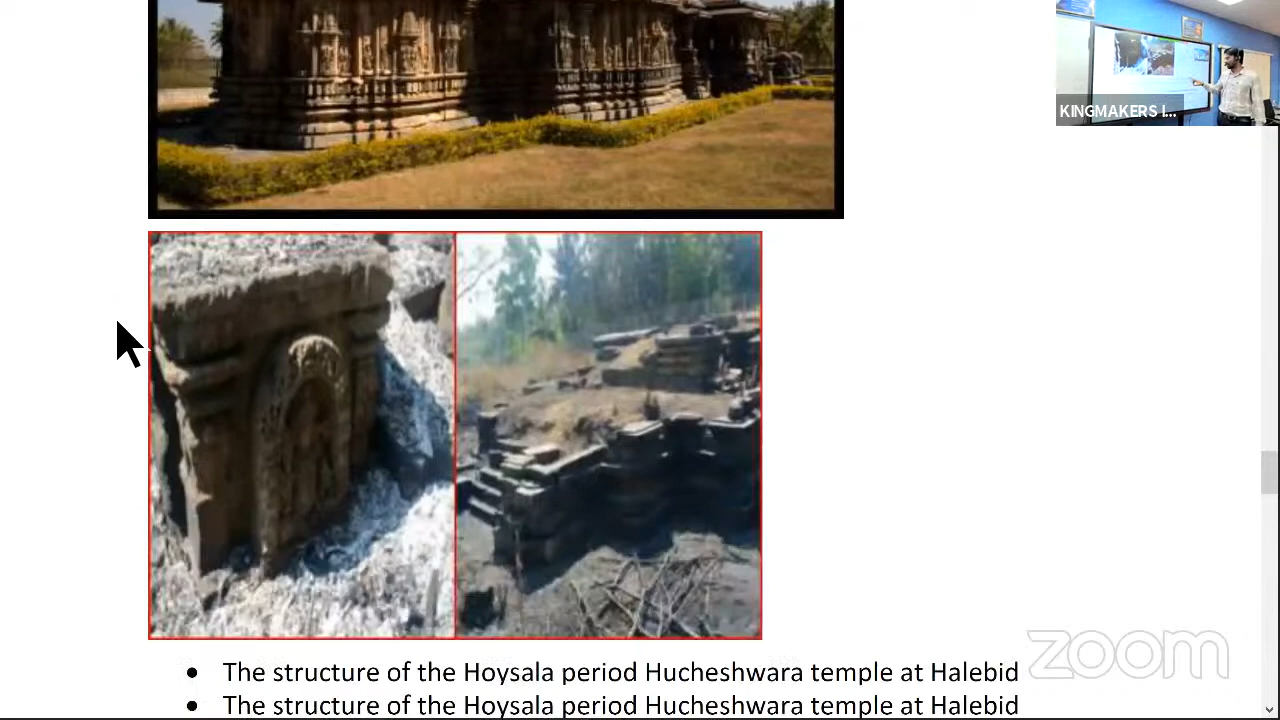 KINGMAKERS I...
• The structure of the Hoysala period Hucheshwara temple at Halebid
zoom
• The structure of the Hoysala period Hucheshwara temple at Halebid